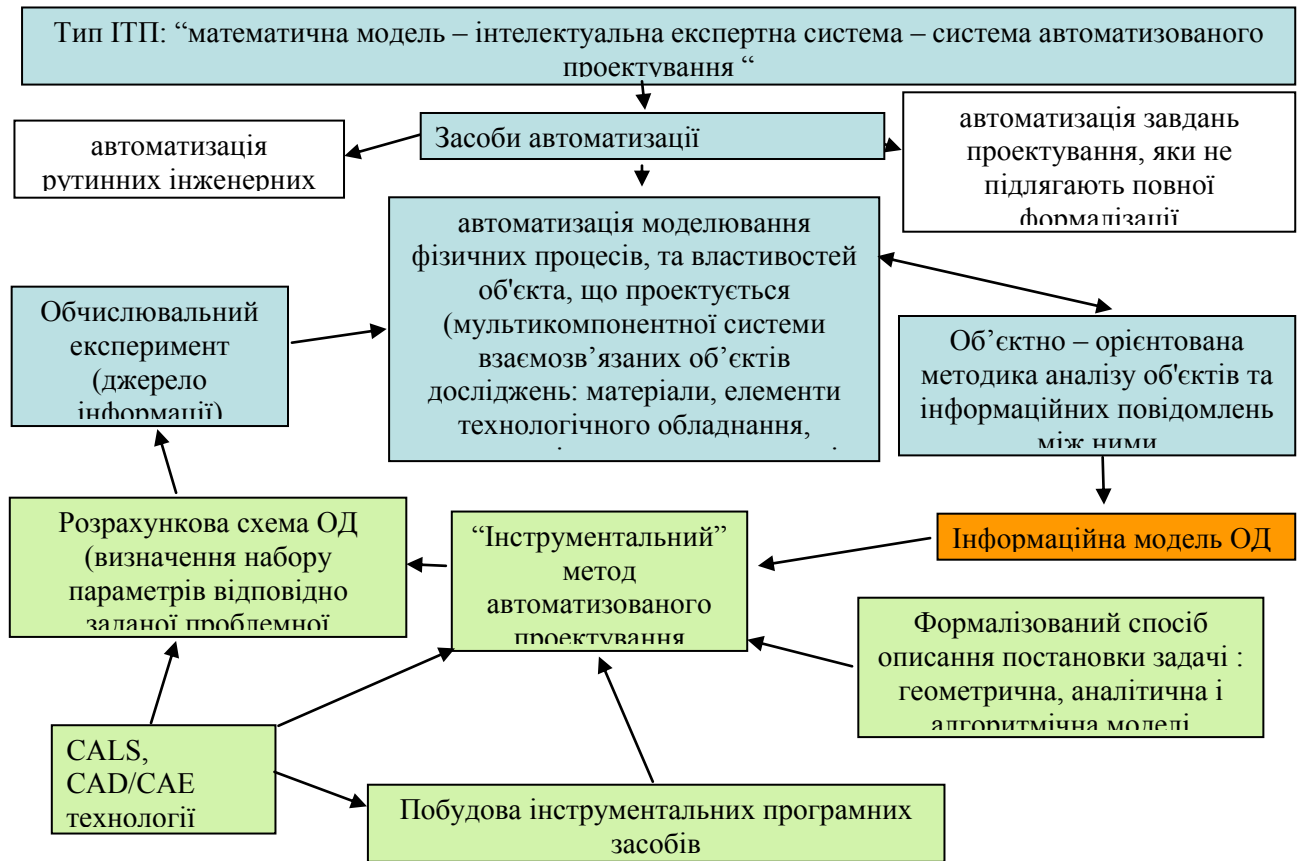 Тип ІТП: “математична модель – інтелектуальна експертна система – система автоматизованого
проектування “
Засоби автоматизації
автоматизація
рутинних інженерних
автоматизація завдань
проектування, яки не
підлягають повної
формалізації
автоматизація моделювання
фізичних процесів, та властивостей
об'єкта, що проектується
(мультикомпонентної системи
взаємозв’язаних об’єктів
досліджень: матеріали, елементи
технологічного обладнання,
Обчислювальний
експеримент
(джерело
інформації)
Об’єктно – орієнтована
методика аналізу об'єктів та
інформаційних повідомлень
між ними
Розрахункова схема ОД
(визначення набору
параметрів відповідно
заданої проблемної
“Інструментальний”
метод
автоматизованого
проектування
Інформаційна модель ОД
Формалізований спосіб
описання постановки задачі :
геометрична, аналітична і
алгоритмічна моделі
CALS,
CAD/CAE
технології
Побудова інструментальних програмних
засобів